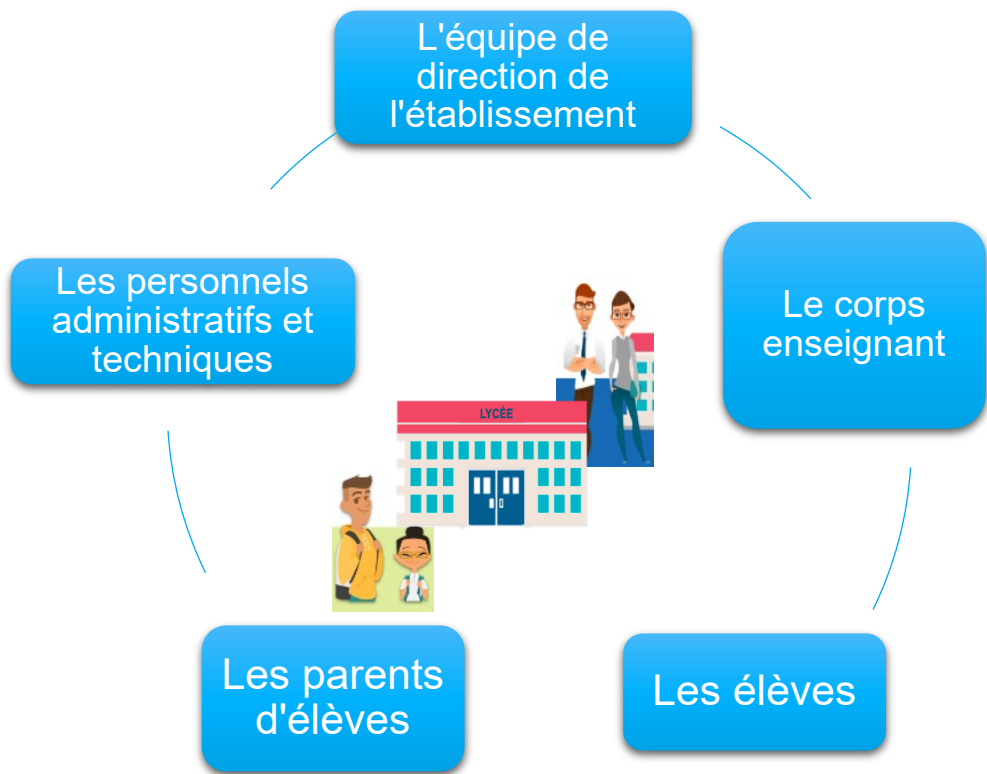 L'équipe de
direction de
l'établissement
Les personnels
administratifs et
techniques
Le corps
enseignant
LYCÉE
Les parents
d'élèves
Les élèves